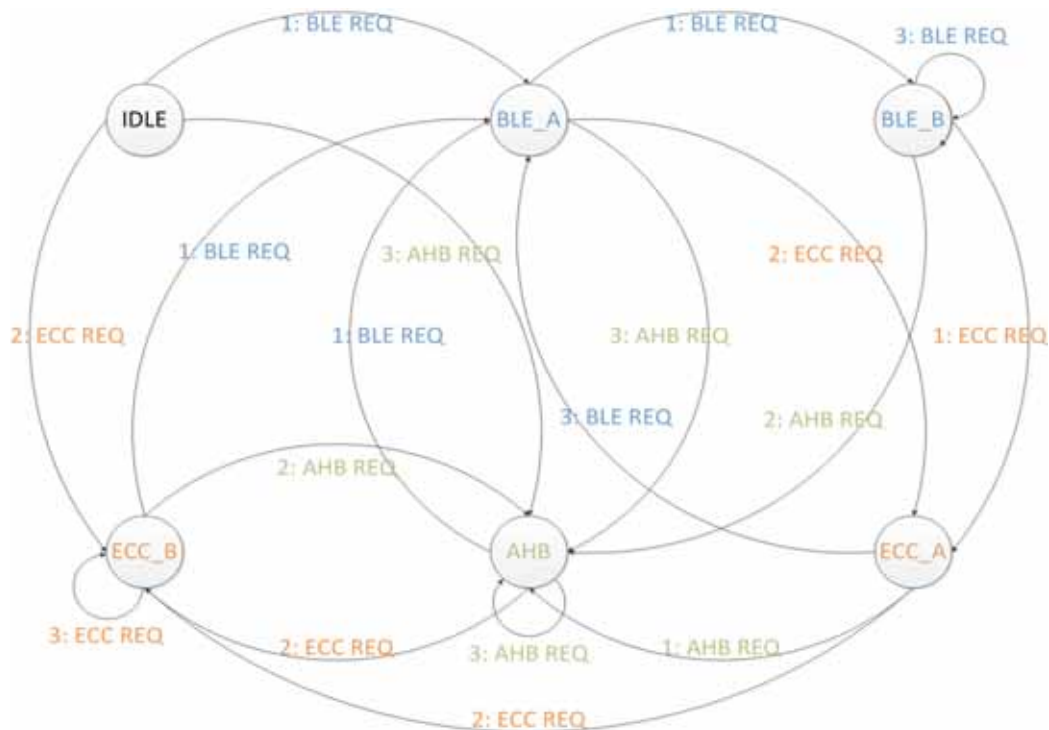 1: BLE REQ
1: BLE REQ
3: BLE REQ
IDLE
BLE_A
BLE_B
1: BLE REQ
3: AHB REQ
2: ECC REQ
2: ECC REQ
1: BLE REQ
3: AHB REQ
1: ECC REQ
3: BLE REQ
2: AHB REQ
2: AHB REQ
ECC_B
AHB
ECC_A
3: ECC REQ
2: ECC REQ
3: AHB REQ
1: AHB REQ
2: ECC REQ